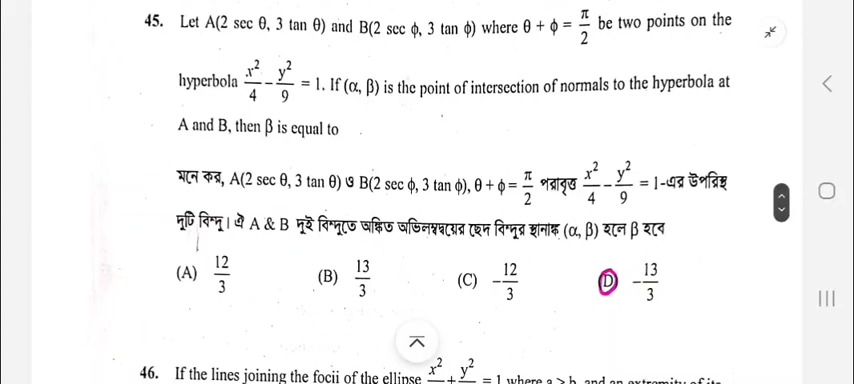 45. Let A(2 sec θ, 3 tan θ) and B(2 sec ϕ, 3 tan ϕ) where θ + ϕ = π/2 be two points on the
hyperbola x²/4 − y²/9 = 1. If (α, β) is the point of intersection of normals to the hyperbola at
A and B, then β is equal to
মনে কর, A(2 sec θ, 3 tan θ) ও B(2 sec ϕ, 3 tan ϕ), θ + ϕ = π/2 পরাবৃত্ত x²/4 − y²/9 = 1-এর উপরিস্থ
দুটি বিন্দু। ঐ A & B দুই বিন্দুতে অঙ্কিত অভিলম্বদ্বয়ের ছেদ বিন্দুর স্থানাঙ্ক (α, β) হলে β হবে
(A) 12/3 (B) 13/3 (C) −12/3 (D) −13/3
46. If the lines joining the focii of the ellipse x²/ + y²/ = 1 where a > b, and an extremity of